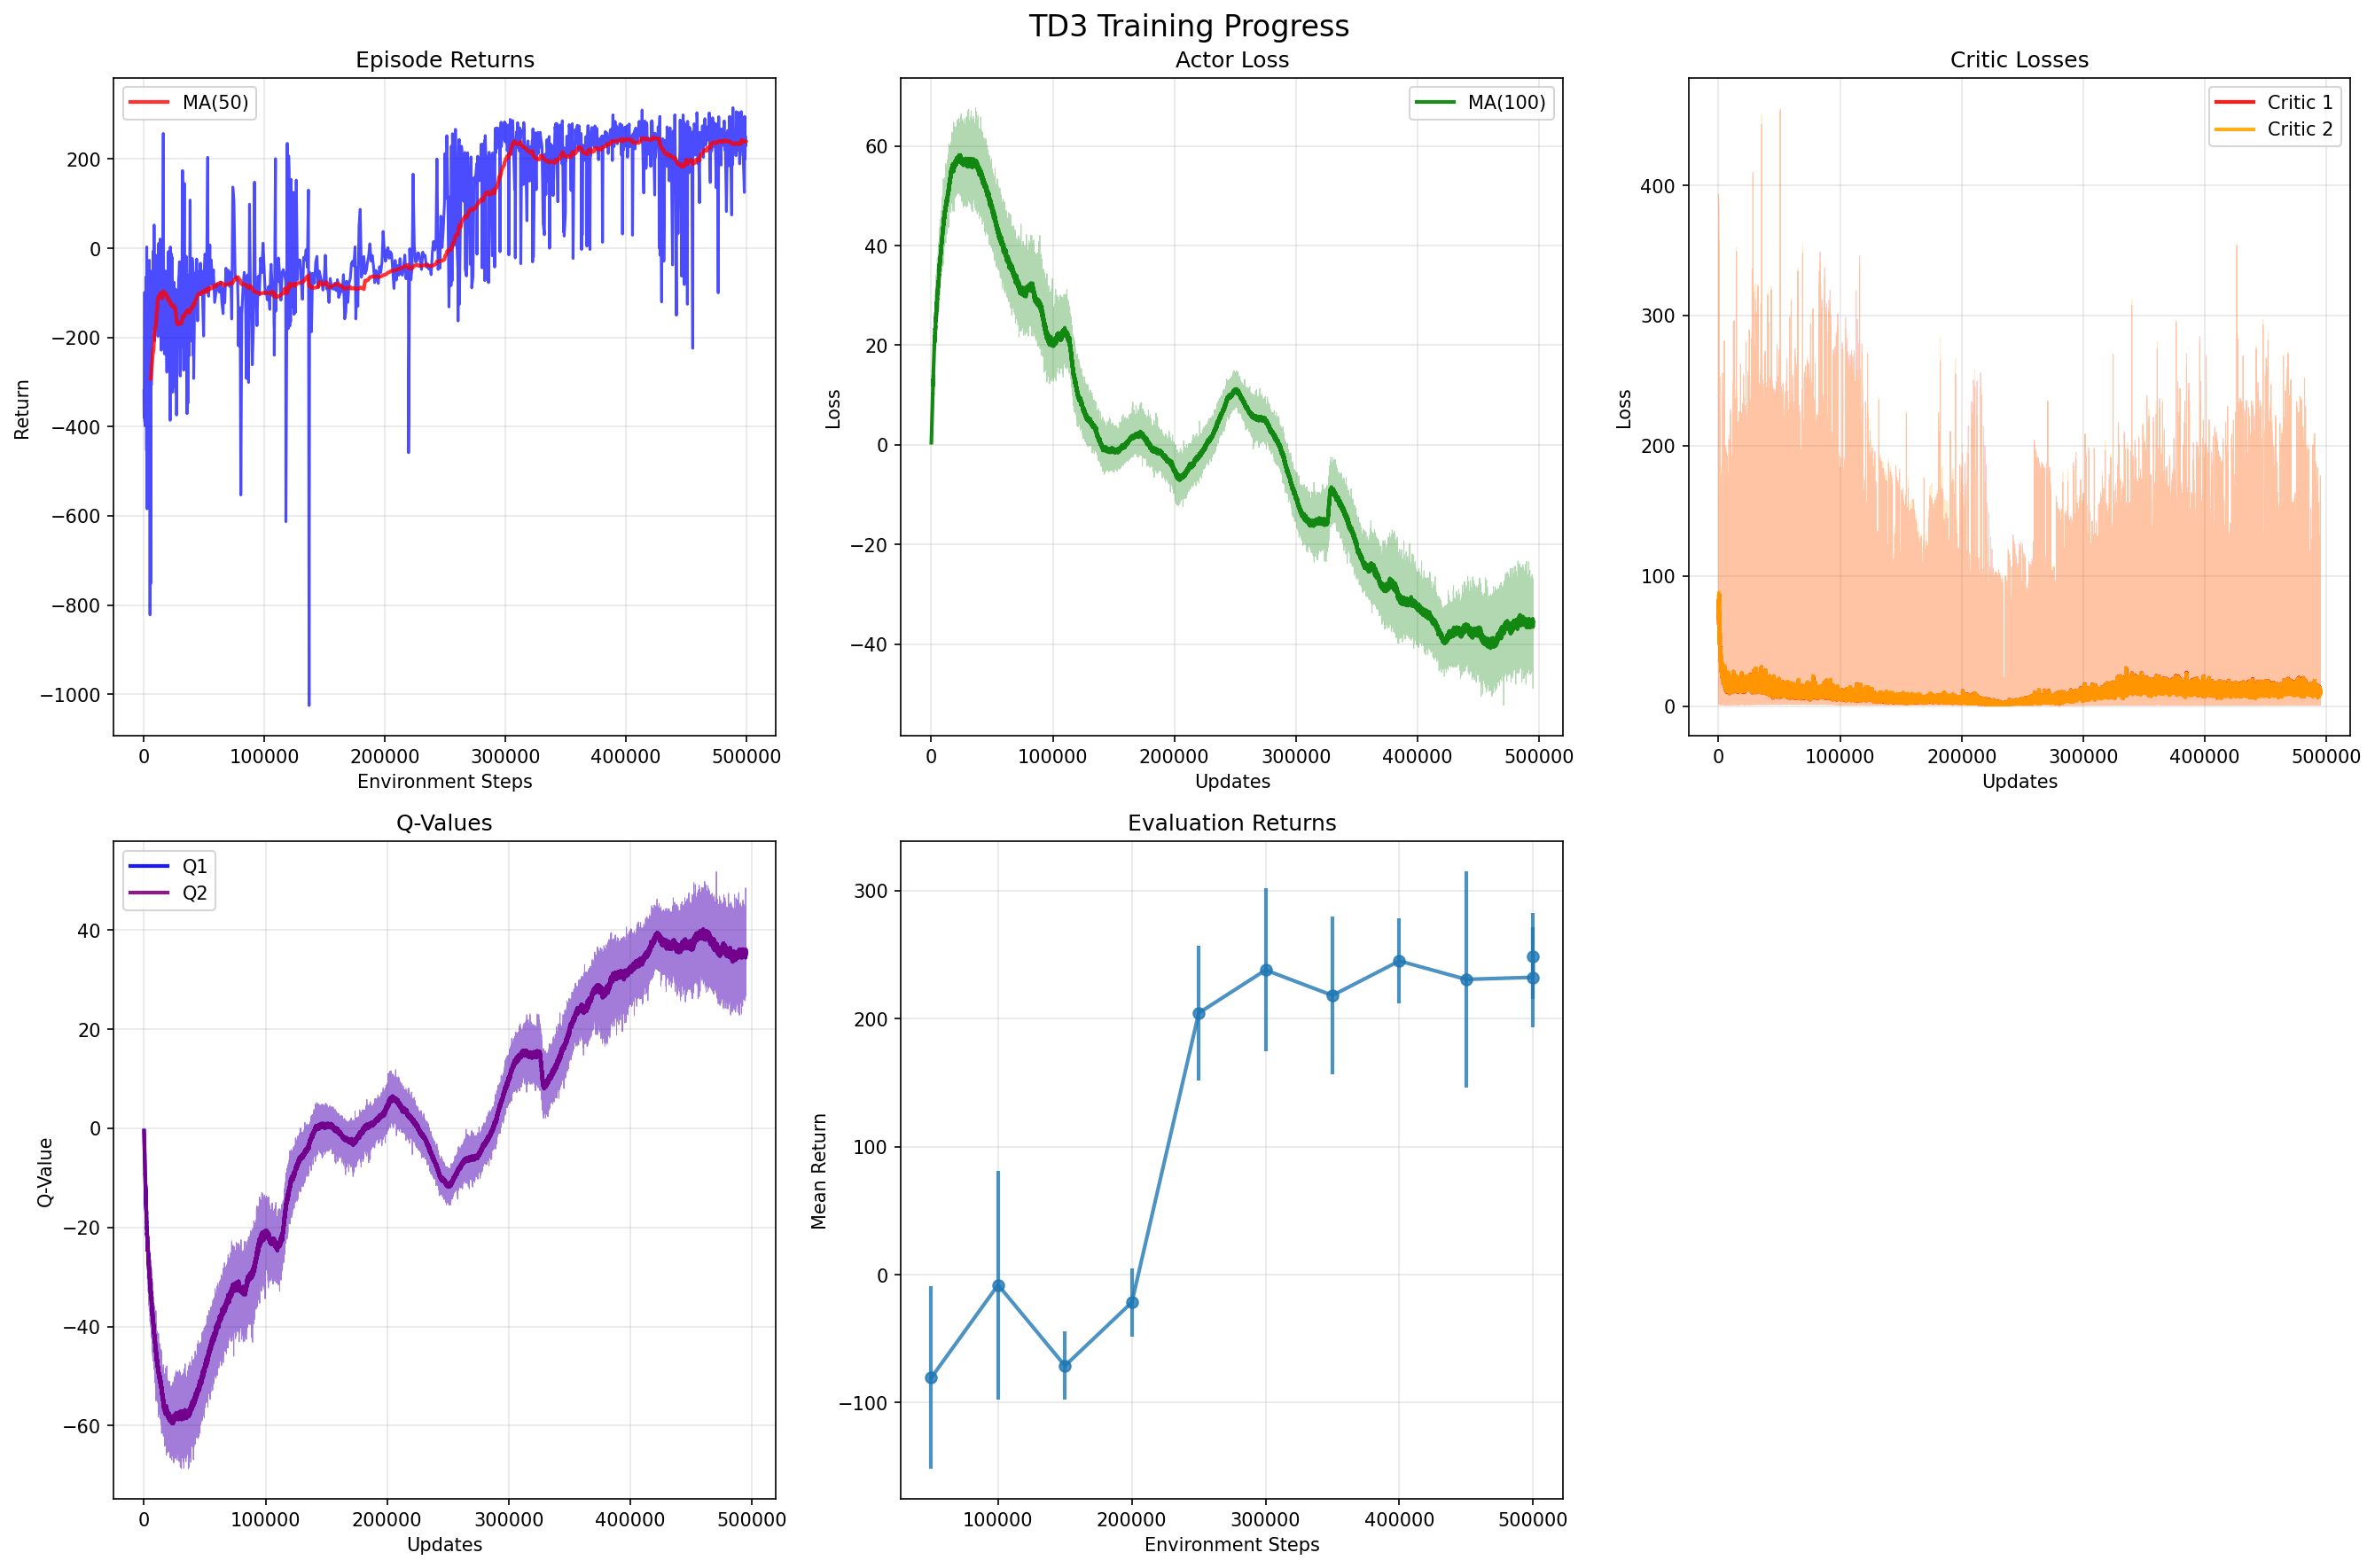 TD3 Training Progress
Episode Returns
MA(50)
Return
200
0
−200
−400
−600
−800
−1000
0
100000
200000
300000
400000
500000
Environment Steps
Actor Loss
MA(100)
Loss
60
40
20
0
−20
−40
0
100000
200000
300000
400000
500000
Updates
Critic Losses
Critic 1
Critic 2
Loss
400
300
200
100
0
0
100000
200000
300000
400000
500000
Updates
Q-Values
Q1
Q2
Q-Value
40
20
0
−20
−40
−60
0
100000
200000
300000
400000
500000
Updates
Evaluation Returns
Mean Return
300
200
100
0
−100
100000
200000
300000
400000
500000
Environment Steps